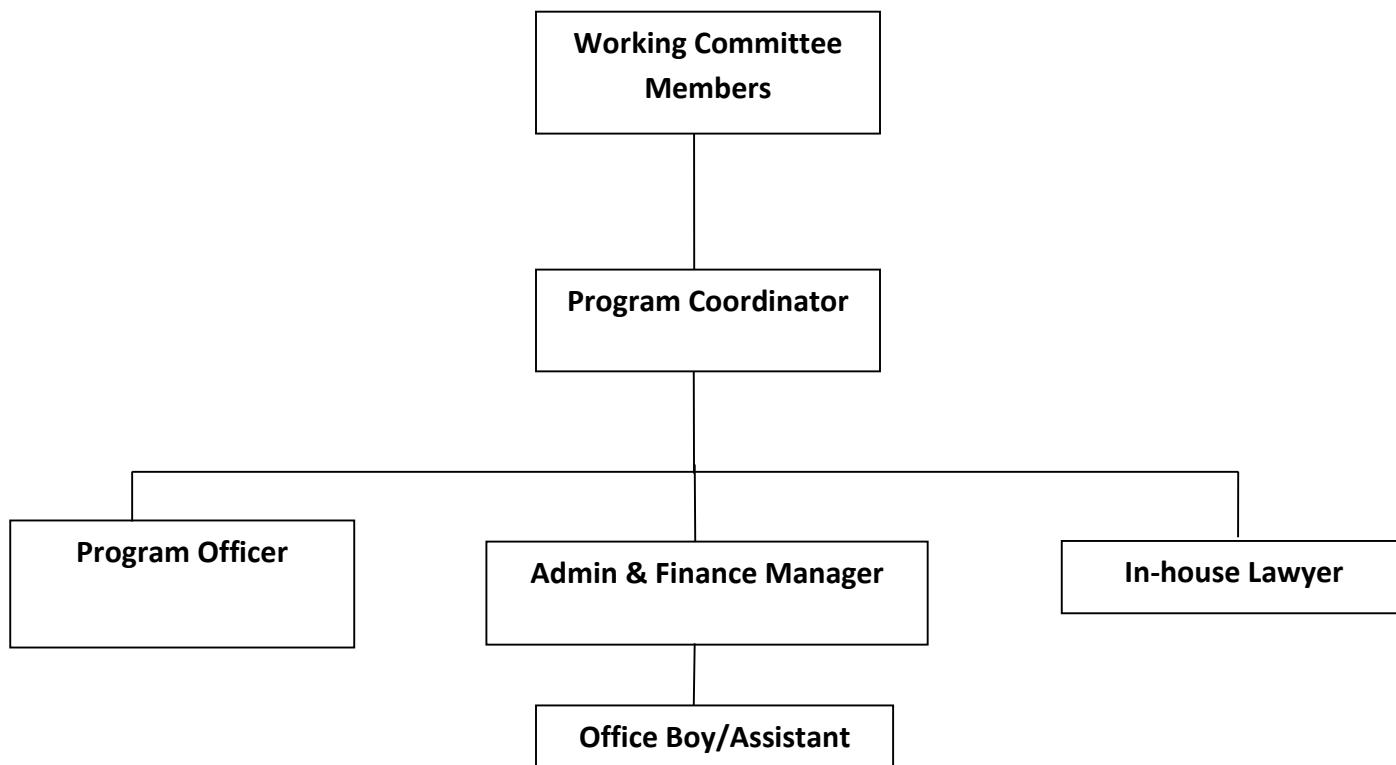 Working Committee
Members
Program Coordinator
Program Officer
Admin & Finance Manager
In-house Lawyer
Office Boy/Assistant